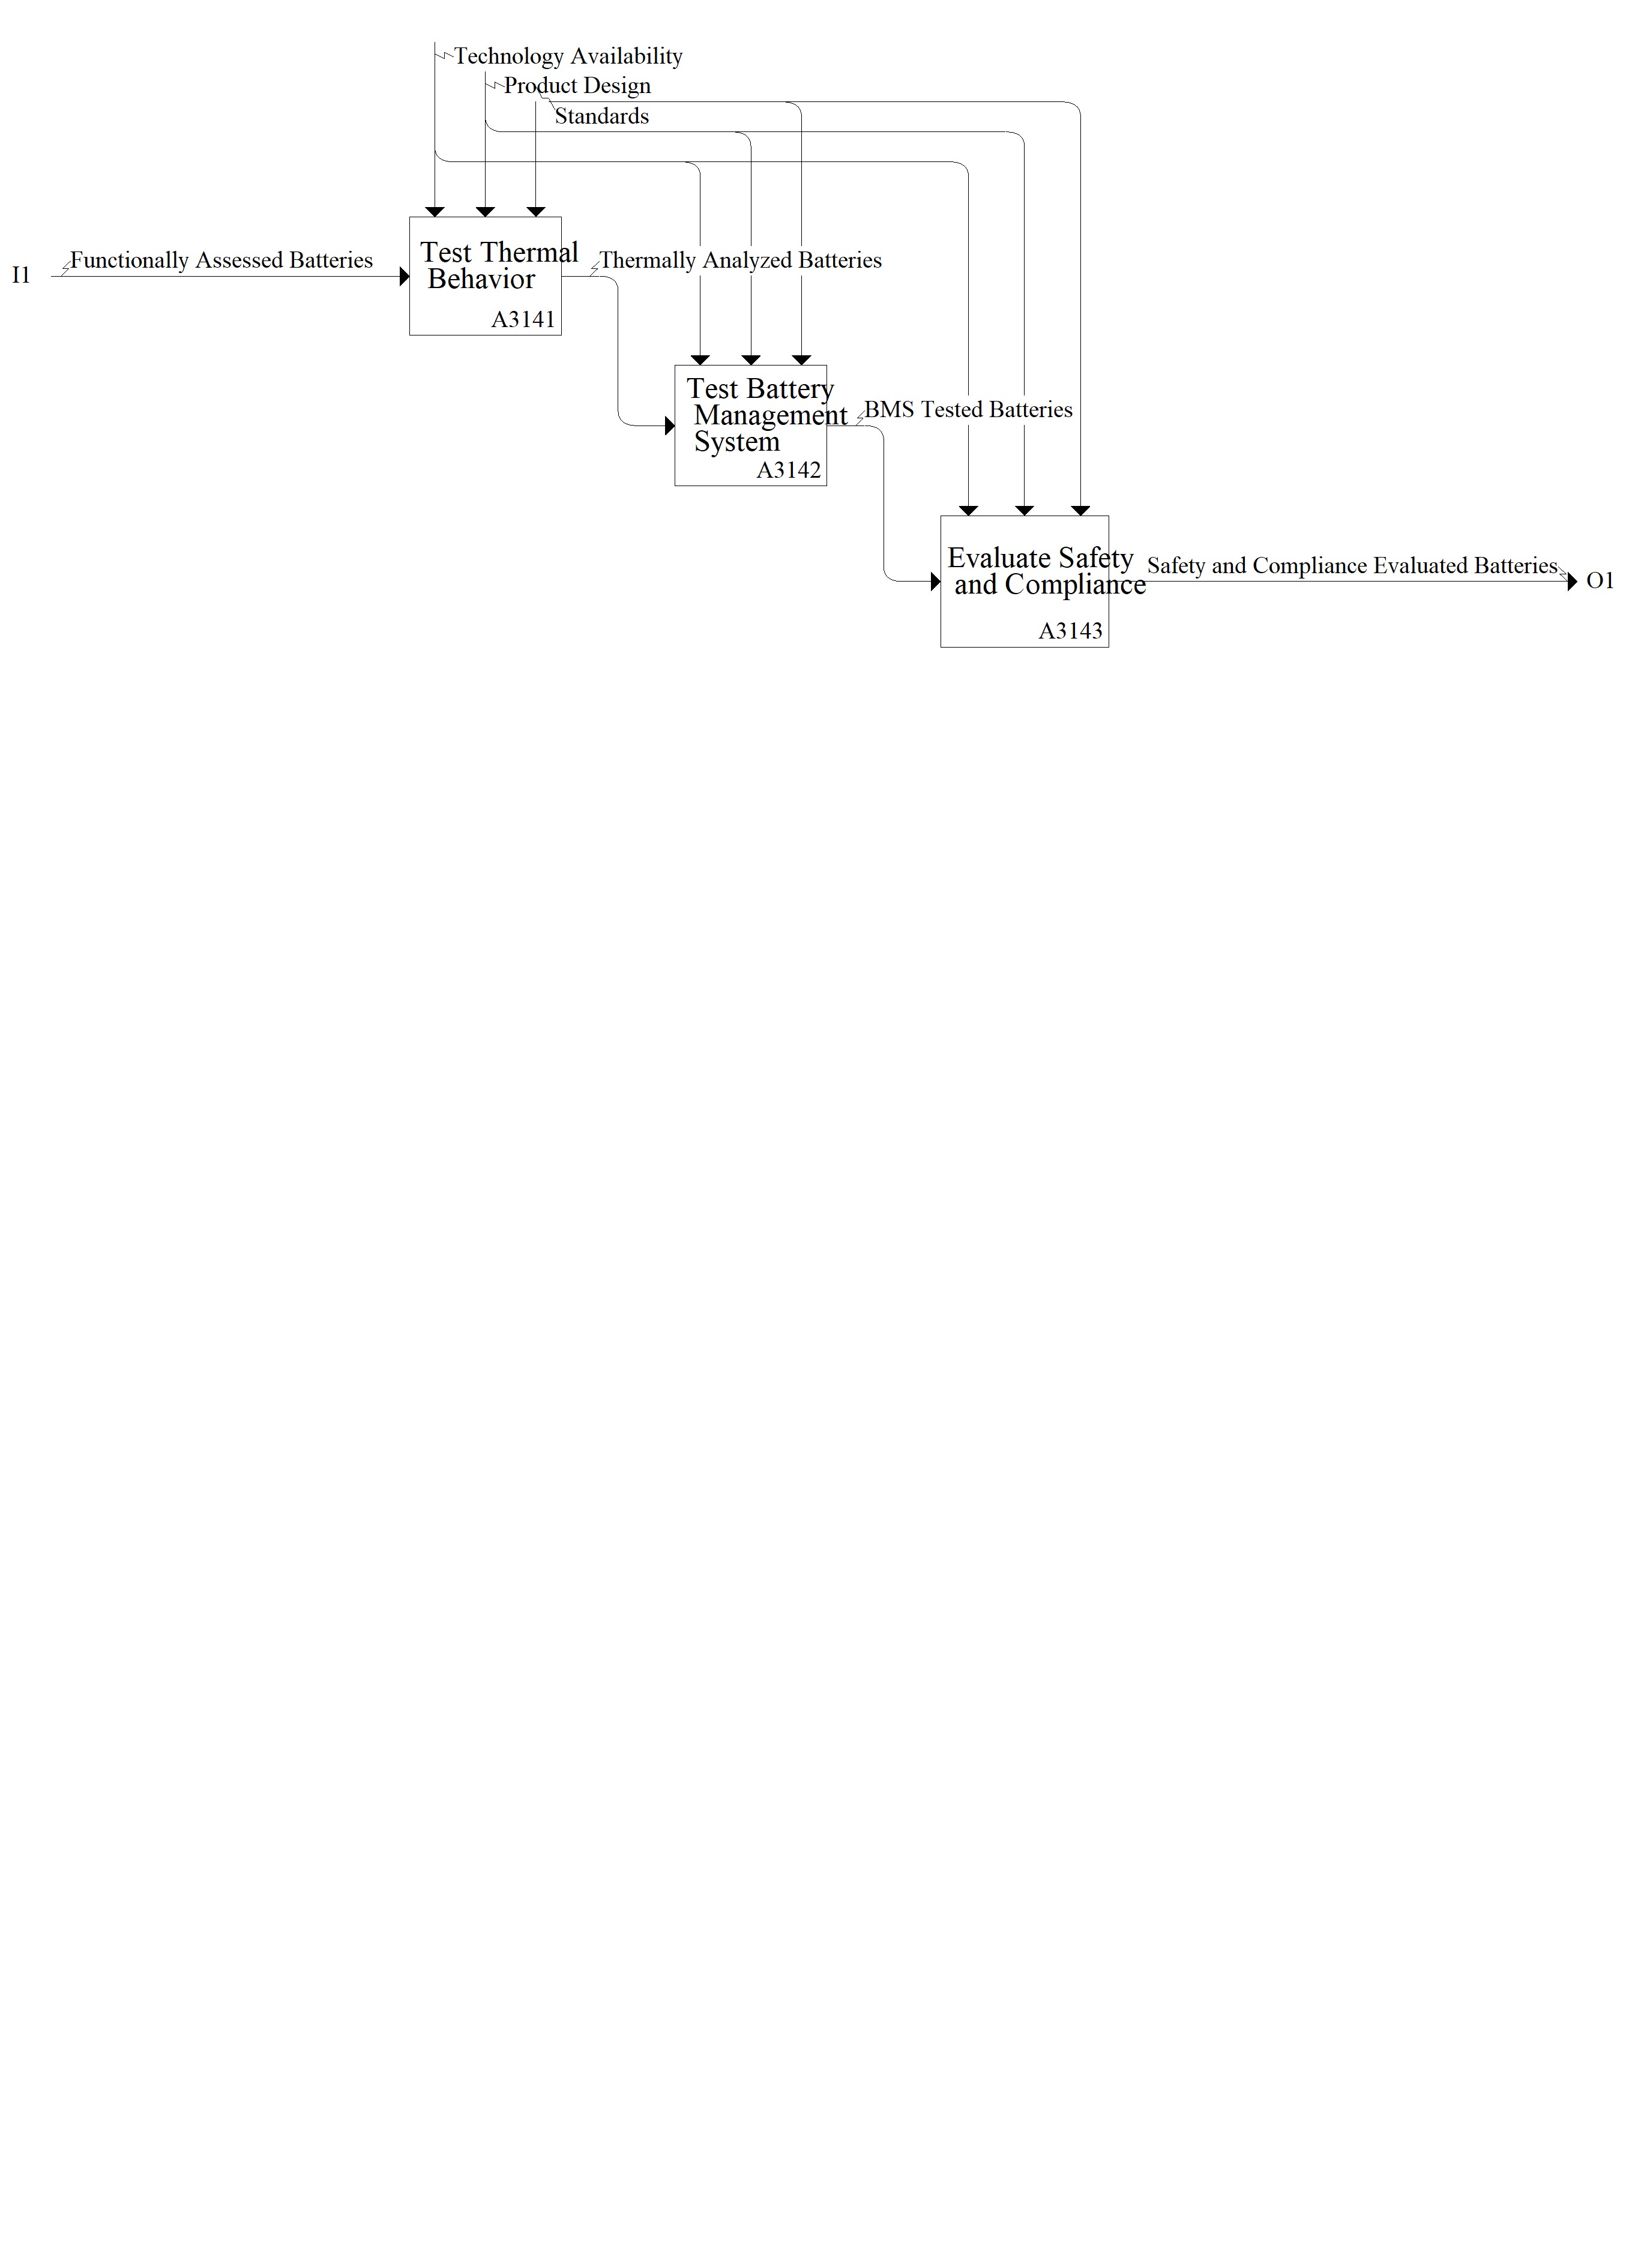 Technology Availability
Product Design
Standards
I1
Functionally Assessed Batteries
Test Thermal
Behavior
A3141
Thermally Analyzed Batteries
Test Battery
Management
System
A3142
BMS Tested Batteries
Evaluate Safety
and Compliance
A3143
Safety and Compliance Evaluated Batteries
O1